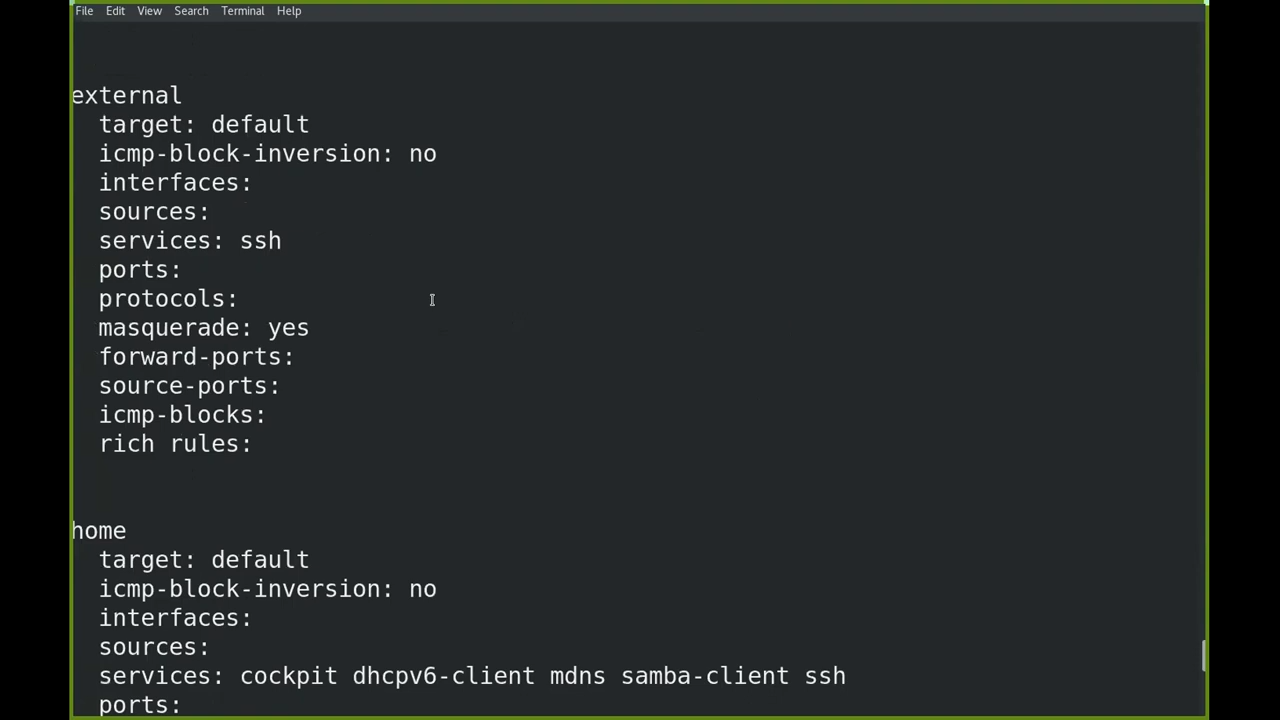 File Edit View Search Terminal Help
external
target: default
icmp-block-inversion: no
interfaces:
sources:
services: ssh
ports:
protocols:
masquerade: yes
forward-ports:
source-ports:
icmp-blocks:
rich rules:
home
target: default
icmp-block-inversion: no
interfaces:
sources:
services: cockpit dhcpv6-client mdns samba-client ssh
ports: